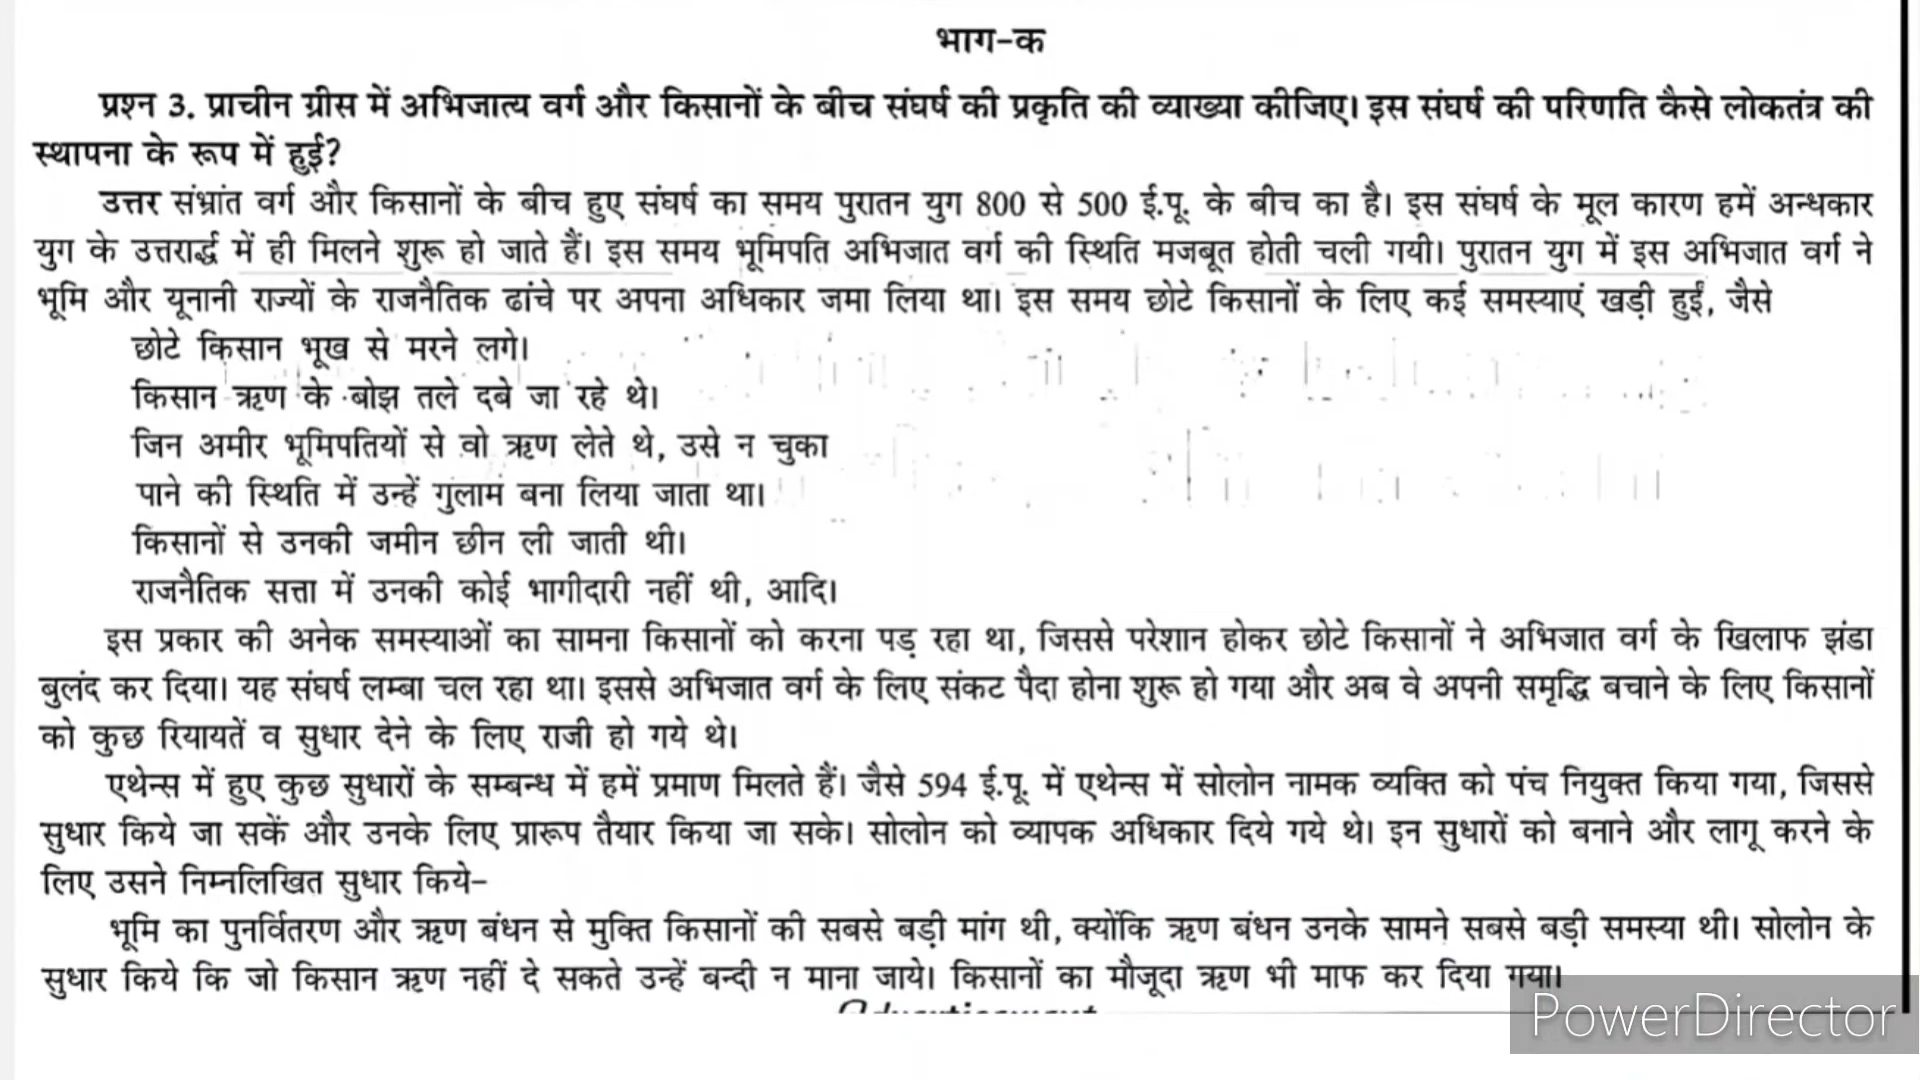 भाग-क
प्रश्न 3. प्राचीन ग्रीस में अभिजात्य वर्ग और किसानों के बीच संघर्ष की प्रकृति की व्याख्या कीजिए। इस संघर्ष की परिणति कैसे लोकतंत्र की
स्थापना के रूप में हुई?
उत्तर संभ्रांत वर्ग और किसानों के बीच हुए संघर्ष का समय पुरातन युग 800 से 500 ई.पू. के बीच का है। इस संघर्ष के मूल कारण हमें अन्धकार
युग के उत्तरार्द्ध में ही मिलने शुरू हो जाते हैं। इस समय भूमिपति अभिजात वर्ग की स्थिति मजबूत होती चली गयी। पुरातन युग में इस अभिजात वर्ग ने
भूमि और यूनानी राज्यों के राजनैतिक ढांचे पर अपना अधिकार जमा लिया था। इस समय छोटे किसानों के लिए कई समस्याएं खड़ी हुईं, जैसे
छोटे किसान भूख से मरने लगे।
किसान ऋण के बोझ तले दबे जा रहे थे।
जिन अमीर भूमिपतियों से वो ऋण लेते थे, उसे न चुका
पाने की स्थिति में उन्हें गुलाम बना लिया जाता था।
किसानों से उनकी जमीन छीन ली जाती थी।
राजनैतिक सत्ता में उनकी कोई भागीदारी नहीं थी, आदि।
इस प्रकार की अनेक समस्याओं का सामना किसानों को करना पड़ रहा था, जिससे परेशान होकर छोटे किसानों ने अभिजात वर्ग के खिलाफ झंडा
बुलंद कर दिया। यह संघर्ष लम्बा चल रहा था। इससे अभिजात वर्ग के लिए संकट पैदा होना शुरू हो गया और अब वे अपनी समृद्धि बचाने के लिए किसानों
को कुछ रियायतें व सुधार देने के लिए राजी हो गये थे।
एथेन्स में हुए कुछ सुधारों के सम्बन्ध में हमें प्रमाण मिलते हैं। जैसे 594 ई.पू. में एथेन्स में सोलोन नामक व्यक्ति को पंच नियुक्त किया गया, जिससे
सुधार किये जा सकें और उनके लिए प्रारूप तैयार किया जा सके। सोलोन को व्यापक अधिकार दिये गये थे। इन सुधारों को बनाने और लागू करने के
लिए उसने निम्नलिखित सुधार किये-
भूमि का पुनर्वितरण और ऋण बंधन से मुक्ति किसानों की सबसे बड़ी मांग थी, क्योंकि ऋण बंधन उनके सामने सबसे बड़ी समस्या थी। सोलोन के
सुधार किये कि जो किसान ऋण नहीं दे सकते उन्हें बन्दी न माना जाये। किसानों का मौजूदा ऋण भी माफ कर दिया गया।
PowerDirector